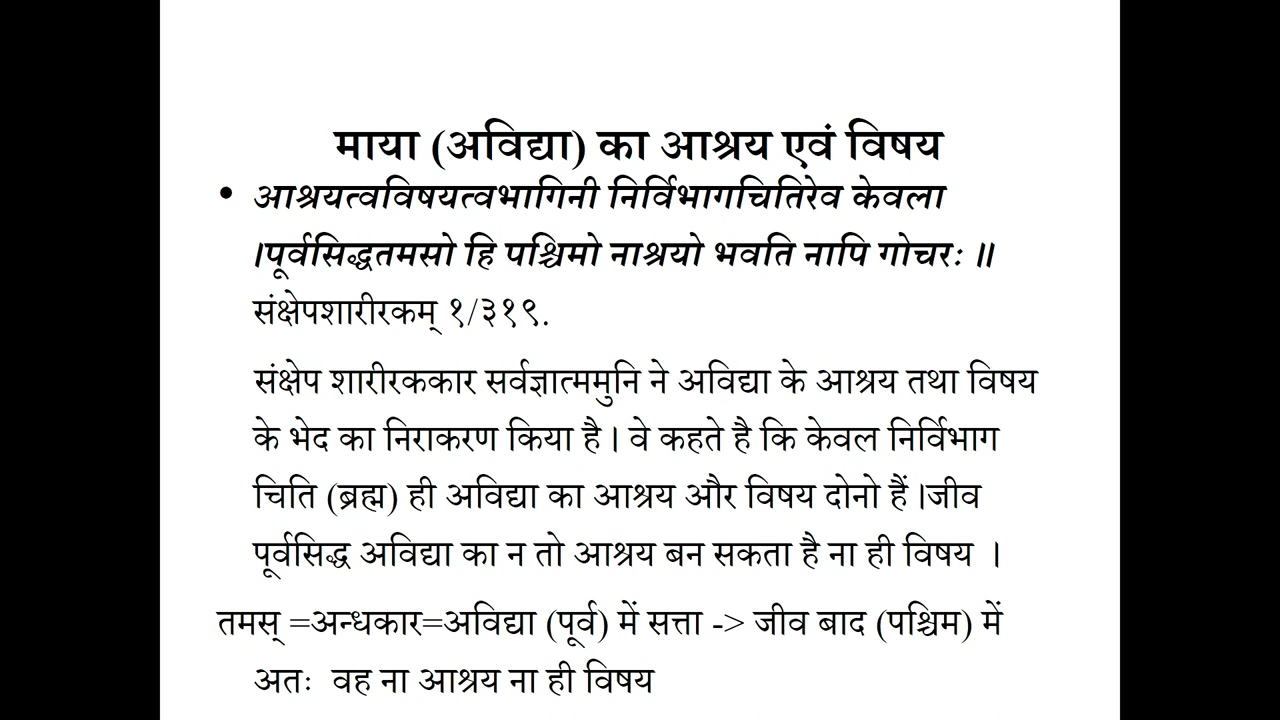 माया (अविद्या) का आश्रय एवं विषय
• आश्रयत्वविषयत्वभागिनी निर्विभागचितिरेव केवला
।पूर्वसिद्धतमसो हि पश्चिमो नाश्रयो भवति नापि गोचरः ॥
संक्षेपशारीरकम् १/३१९.
संक्षेप शारीरककार सर्वज्ञात्ममुनि ने अविद्या के आश्रय तथा विषय
के भेद का निराकरण किया है। वे कहते है कि केवल निर्विभाग
चिति (ब्रह्म) ही अविद्या का आश्रय और विषय दोनो हैं।जीव
पूर्वसिद्ध अविद्या का न तो आश्रय बन सकता है ना ही विषय ।
तमस् =अन्धकार=अविद्या (पूर्व) में सत्ता -> जीव बाद (पश्चिम) में
अतः वह ना आश्रय ना ही विषय